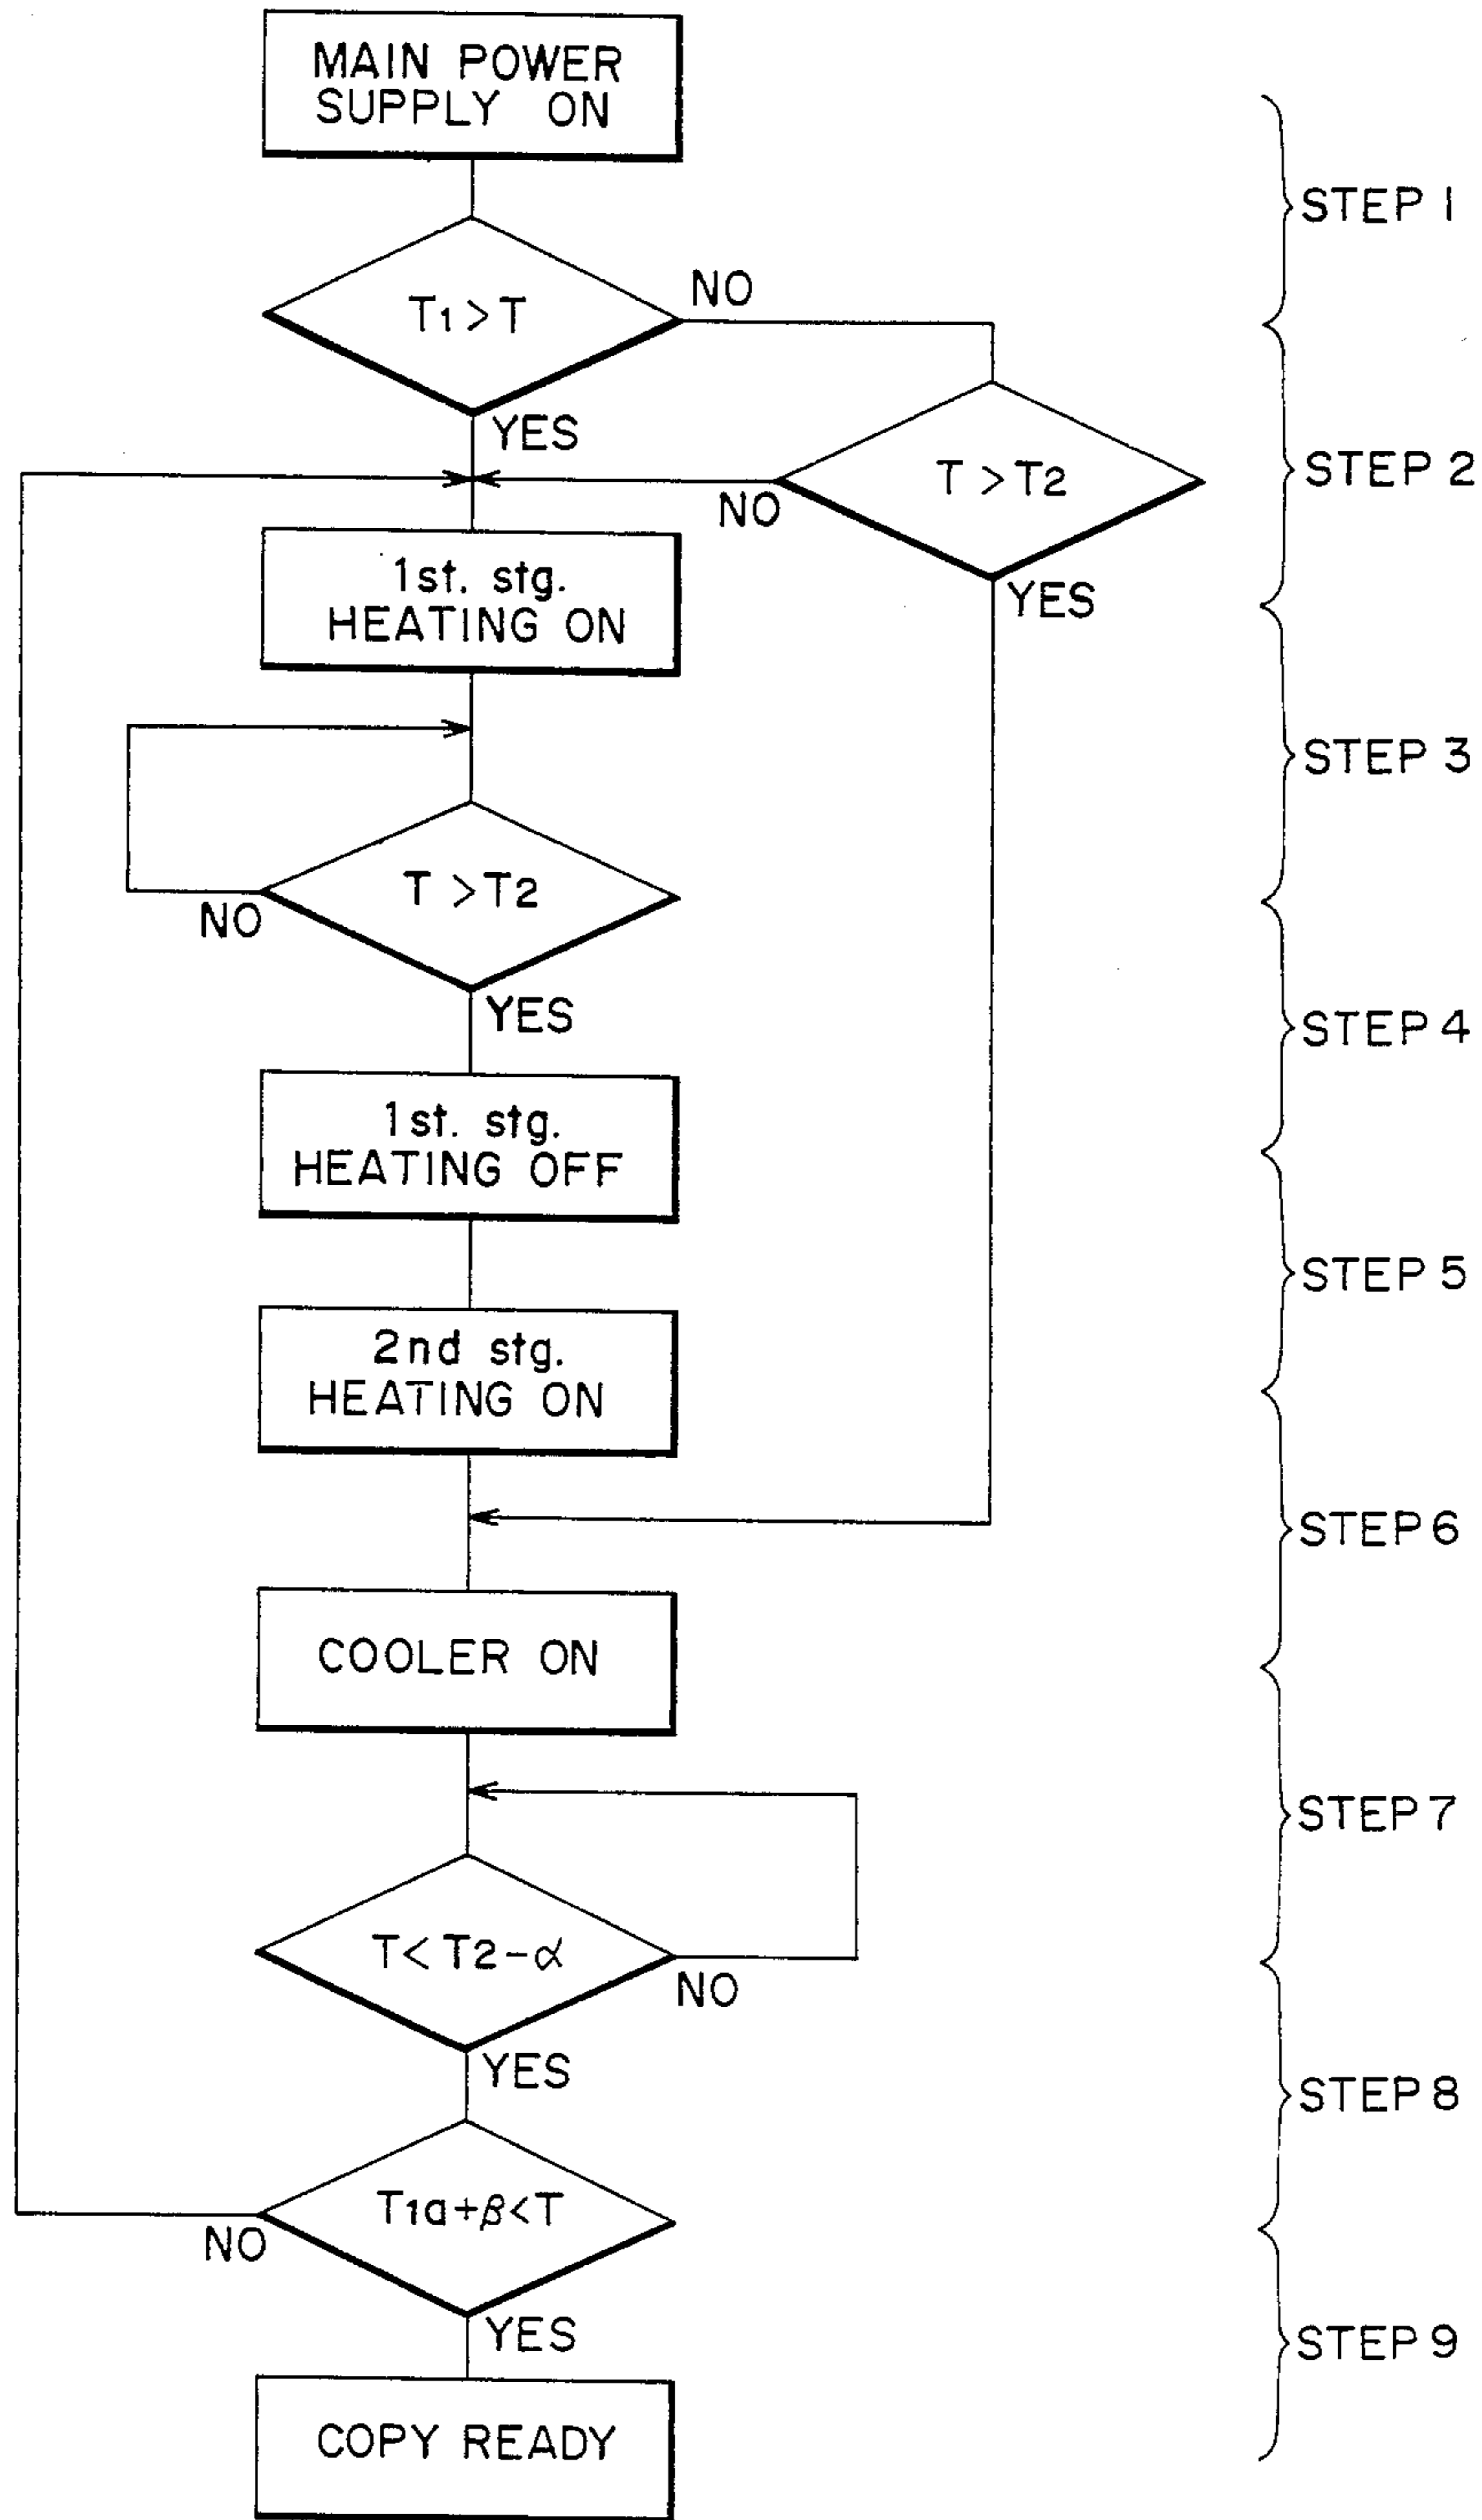 MAIN POWER
SUPPLY ON
STEP 1
T1>T
NO
YES
T>T2
STEP 2
NO
YES
1st. stg.
HEATING ON
STEP 3
T>T2
NO
YES
STEP 4
1st. stg.
HEATING OFF
STEP 5
2nd stg.
HEATING ON
STEP 6
COOLER ON
STEP 7
T<T2-α
NO
YES
STEP 8
T1a+β<T
NO
YES
STEP 9
COPY READY